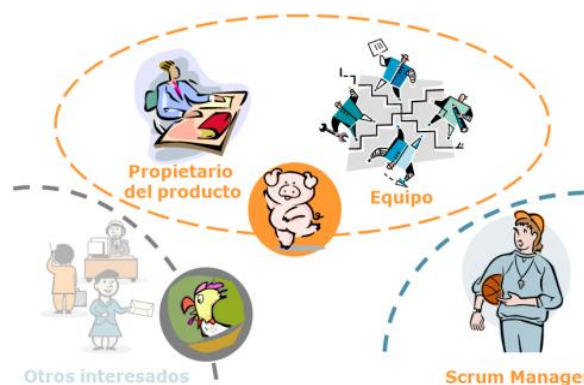 Propietario
del producto
Equipo
Otros interesados
Scrum Manager